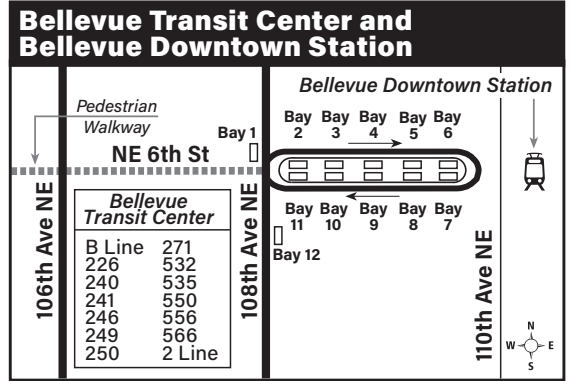 Bellevue Transit Center and
Bellevue Downtown Station
Bellevue Downtown Station
Pedestrian
Walkway
Bay 1
Bay 2
Bay 3
Bay 4
Bay 5
Bay 6
NE 6th St
Bellevue
Transit Center
B Line 271
226 532
240 535
241 550
246 556
249 566
250 2 Line
Bay 11
Bay 10
Bay 9
Bay 8
Bay 7
Bay 12
106th Ave NE
108th Ave NE
110th Ave NE
N
W E
S